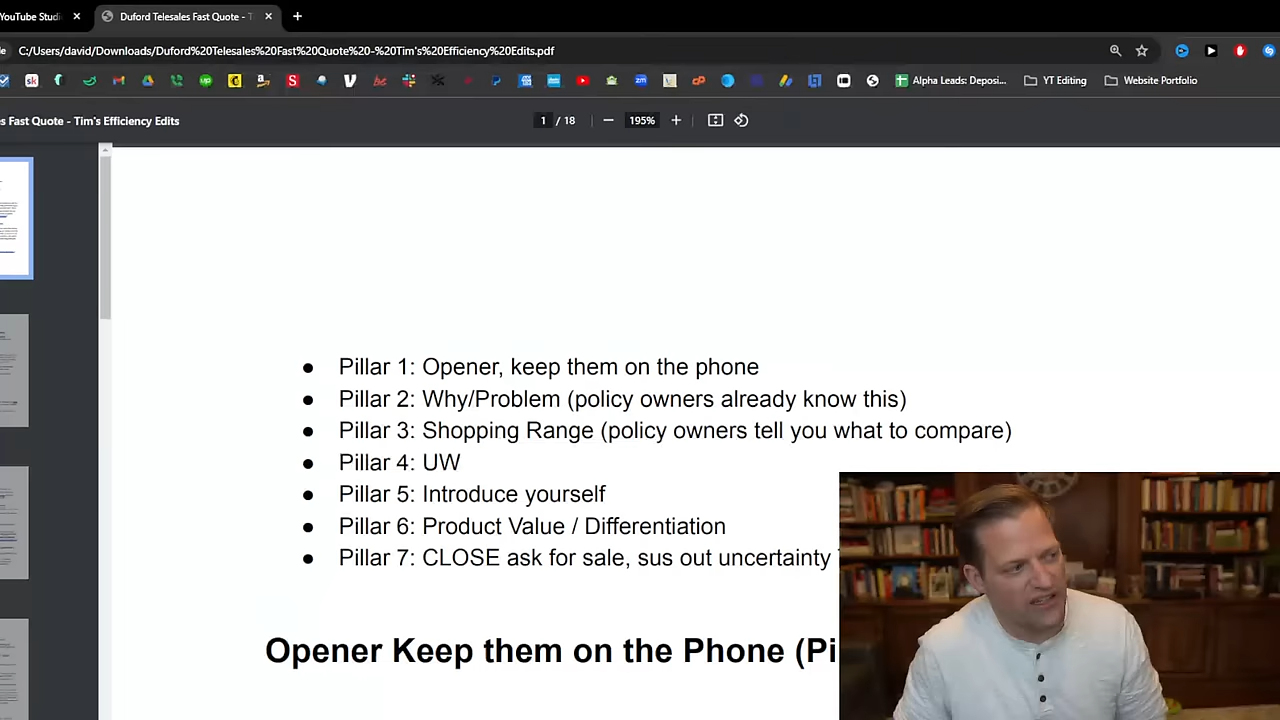 YouTube Studi
Duford Telesales Fast Quote - T
C:/Users/david/Downloads/Duford%20Telesales%20Fast%20Quote%20-%20Tim's%20Efficiency%20Edits.pdf
Alpha Leads: Deposi...
YT Editing
Website Portfolio
s Fast Quote - Tim's Efficiency Edits
1 / 18
195%
● Pillar 1: Opener, keep them on the phone
● Pillar 2: Why/Problem (policy owners already know this)
● Pillar 3: Shopping Range (policy owners tell you what to compare)
● Pillar 4: UW
● Pillar 5: Introduce yourself
● Pillar 6: Product Value / Differentiation
● Pillar 7: CLOSE ask for sale, sus out uncertainty
Opener Keep them on the Phone (Pi